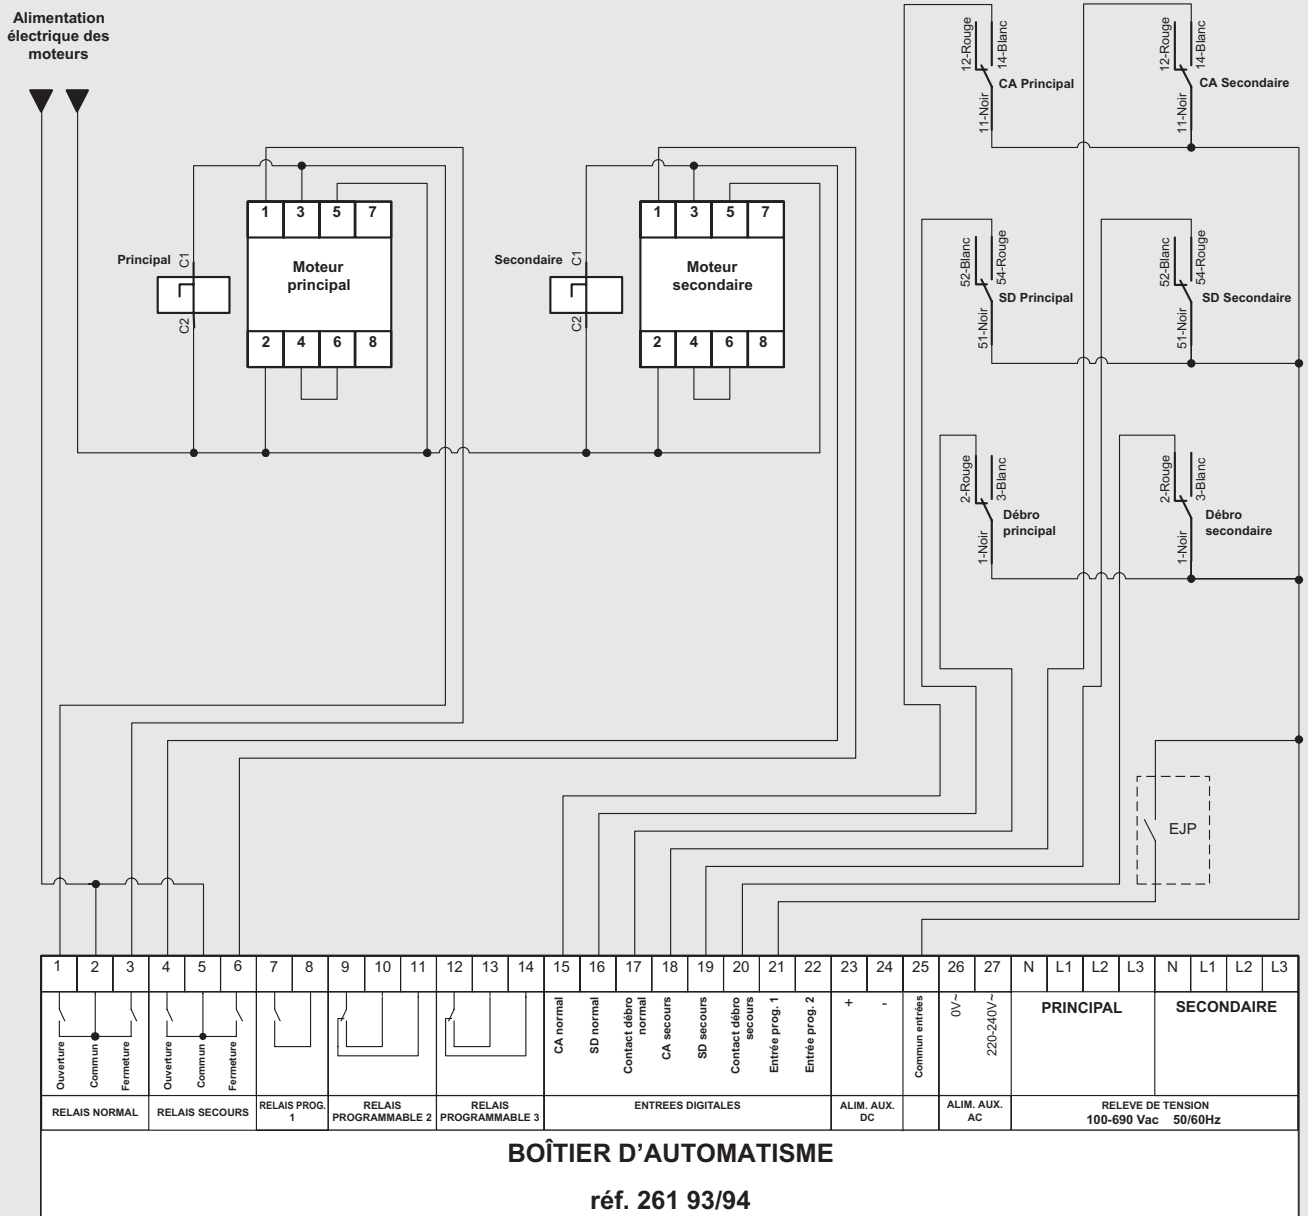 Alimentation
électrique des
moteurs
12-Rouge
14-Blanc
11-Noir
CA Principal
12-Rouge
14-Blanc
11-Noir
CA Secondaire
1 3 5 7
Principal
C1
C2
Moteur
principal
2 4 6 8
1 3 5 7
Secondaire
C1
C2
Moteur
secondaire
2 4 6 8
52-Blanc
54-Rouge
51-Noir
SD Principal
52-Blanc
54-Rouge
51-Noir
SD Secondaire
2-Rouge
3-Blanc
1-Noir
Débro
principal
2-Rouge
3-Blanc
1-Noir
Débro
secondaire
EJP
1 2 3 4 5 6 7 8 9 10 11 12 13 14 15 16 17 18 19 20 21 22 23 24 25 26 27 N L1 L2 L3 N L1 L2 L3
Ouverture
Commun
Fermeture
Ouverture
Commun
Fermeture
CA normal
SD normal
Contact débro
normal
CA secours
SD secours
Contact débro
secours
Entrée prog. 1
Entrée prog. 2
+
-
Commun entrées
0V~
220-240V~
PRINCIPAL
SECONDAIRE
RELAIS NORMAL
RELAIS SECOURS
RELAIS PROG.
1
RELAIS
PROGRAMMABLE 2
RELAIS
PROGRAMMABLE 3
ENTREES DIGITALES
ALIM. AUX.
DC
ALIM. AUX.
AC
RELEVE DE TENSION
100-690 Vac 50/60Hz
BOÎTIER D'AUTOMATISME
réf. 261 93/94